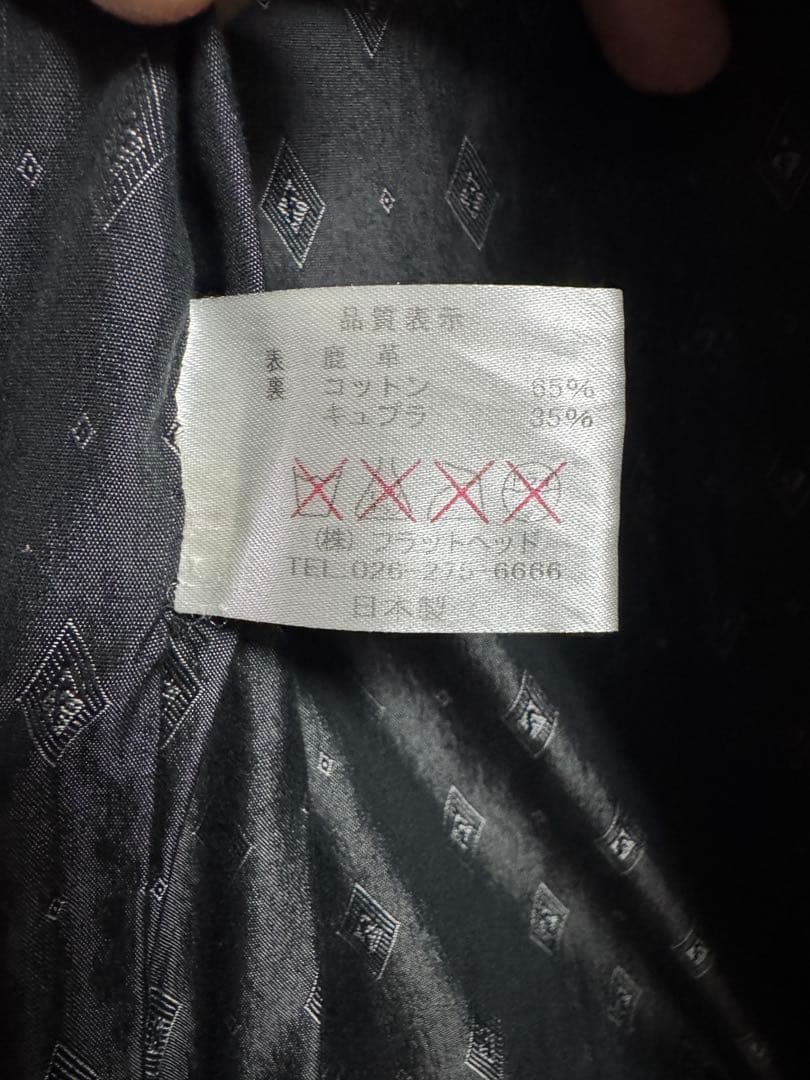 品質表示
表 鹿 革
裏 コットン 65%
キュプラ 35%
(株) フラットヘッド
TEL.026-275-6666
日本製